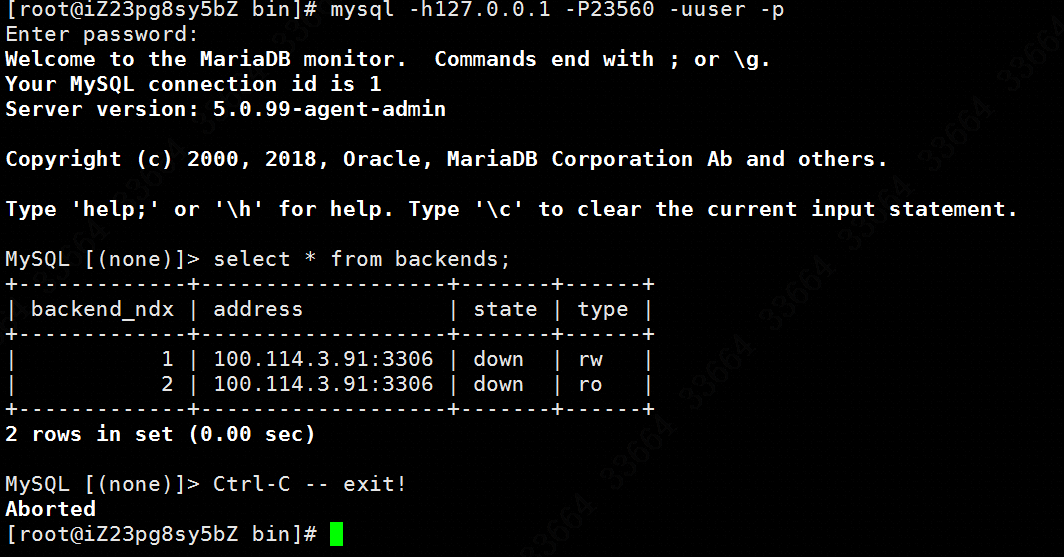 [root@iZ23pg8sy5bZ bin]# mysql -h127.0.0.1 -P23560 -uuser -p
Enter password:
Welcome to the MariaDB monitor.  Commands end with ; or \g.
Your MySQL connection id is 1
Server version: 5.0.99-agent-admin

Copyright (c) 2000, 2018, Oracle, MariaDB Corporation Ab and others.

Type 'help;' or '\h' for help. Type '\c' to clear the current input statement.

MySQL [(none)]> select * from backends;
+-------------+-------------------+-------+------+
| backend_ndx | address           | state | type |
+-------------+-------------------+-------+------+
|           1 | 100.114.3.91:3306 | down  | rw   |
|           2 | 100.114.3.91:3306 | down  | ro   |
+-------------+-------------------+-------+------+
2 rows in set (0.00 sec)

MySQL [(none)]> Ctrl-C -- exit!
Aborted
[root@iZ23pg8sy5bZ bin]#
33664 33664 33664